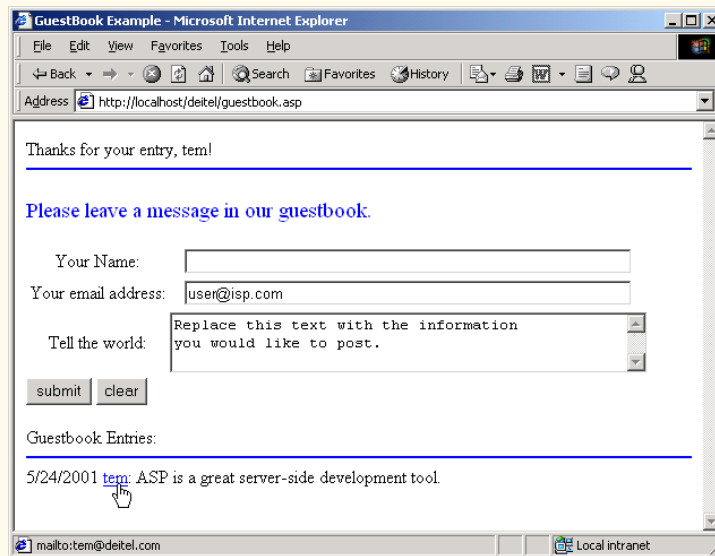 GuestBook Example - Microsoft Internet Explorer
File Edit View Favorites Tools Help
Back Search Favorites History
Address http://localhost/deitel/guestbook.asp
Thanks for your entry, tem!
Please leave a message in our guestbook.
Your Name:
Your email address: user@isp.com
Tell the world: Replace this text with the information
you would like to post.
submit clear
Guestbook Entries:
5/24/2001 tem: ASP is a great server-side development tool.
mailto:tem@deitel.com Local intranet